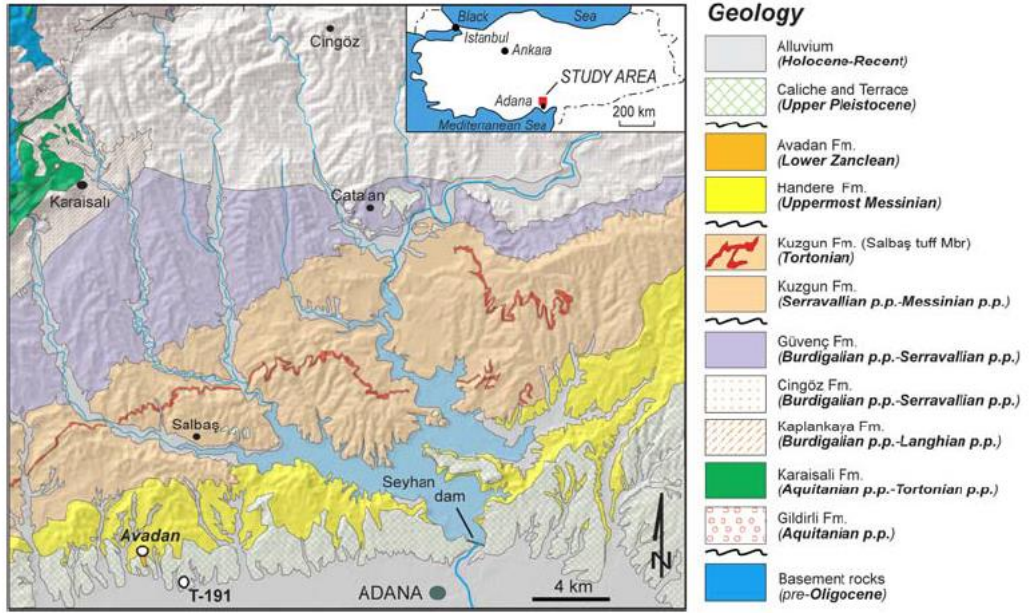 Cingöz
Karaisalı
Çatalan
Salbaş
Seyhan
dam
Avadan
T-191
ADANA
4 km
N
Black
Sea
Istanbul
Ankara
STUDY AREA
Adana
200 km
Mediterranean Sea
Geology
Alluvium
(Holocene-Recent)
Caliche and Terrace
(Upper Pleistocene)
Avadan Fm.
(Lower Zanclean)
Handere Fm.
(Uppermost Messinian)
Kuzgun Fm. (Salbaş tuff Mbr)
(Tortonian)
Kuzgun Fm.
(Serravallian p.p.-Messinian p.p.)
Güvenç Fm.
(Burdigalian p.p.-Serravallian p.p.)
Cingöz Fm.
(Burdigalian p.p.-Serravallian p.p.)
Kaplankaya Fm.
(Burdigalian p.p.-Langhian p.p.)
Karaisali Fm.
(Aquitanian p.p.-Tortonian p.p.)
Gildirli Fm.
(Aquitanian p.p.)
Basement rocks
(pre-Oligocene)